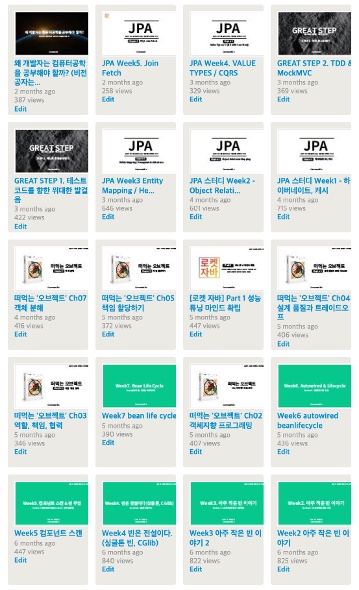 왜 개발자는 컴퓨터공학
을 공부해야 할까? (비전
공자는...
2 months ago
387 views
Edit
JPA
JPA Week5. Join
Fetch
2 months ago
258 views
Edit
JPA
JPA Week4. VALUE
TYPES / CQRS
3 months ago
329 views
Edit
GREAT STEP
GREAT STEP 2. TDD &
MockMVC
3 months ago
369 views
Edit
GREAT STEP
GREAT STEP 1. 테스트
코드를 향한 위대한 발걸
음
3 months ago
422 views
Edit
JPA
JPA Week3 Entity
Mapping / He...
3 months ago
646 views
Edit
JPA
JPA 스터디 Week2 -
Object Relati...
4 months ago
601 views
Edit
JPA
JPA 스터디 Week1 - 하
이버네이트, 캐시
4 months ago
715 views
Edit
떠먹는 오브젝트
떠먹는 '오브젝트' Ch07
객체 분해
4 months ago
416 views
Edit
떠먹는 오브젝트
떠먹는 '오브젝트' Ch05
책임 할당하기
5 months ago
372 views
Edit
로켓
자바
[로켓 자바] Part 1 성능
튜닝 마인드 확립
5 months ago
447 views
Edit
떠먹는 오브젝트
떠먹는 '오브젝트' Ch04
설계 품질과 트레이드오
프
5 months ago
406 views
Edit
떠먹는 오브젝트
떠먹는 '오브젝트' Ch03
역할, 책임, 협력
5 months ago
346 views
Edit
Week7. Bean Life Cycle
Week7 bean life cycle
5 months ago
390 views
Edit
떠먹는 오브젝트
떠먹는 '오브젝트' Ch02
객체지향 프로그래밍
5 months ago
407 views
Edit
Week6. Autowired & Lifecycle
Week6 autowired
beanlifecycle
5 months ago
436 views
Edit
Week5 컴포넌트 스캔
6 months ago
447 views
Edit
Week4 빈은 전설이다.
(싱글톤 빈, CGlib)
6 months ago
840 views
Edit
Week3. 아주 작은 빈 이야기
Week3 아주 작은 빈 이
야기 2
6 months ago
822 views
Edit
Week2. 아주 작은 빈 이야기
Week2 아주 작은 빈 이
야기
6 months ago
825 views
Edit